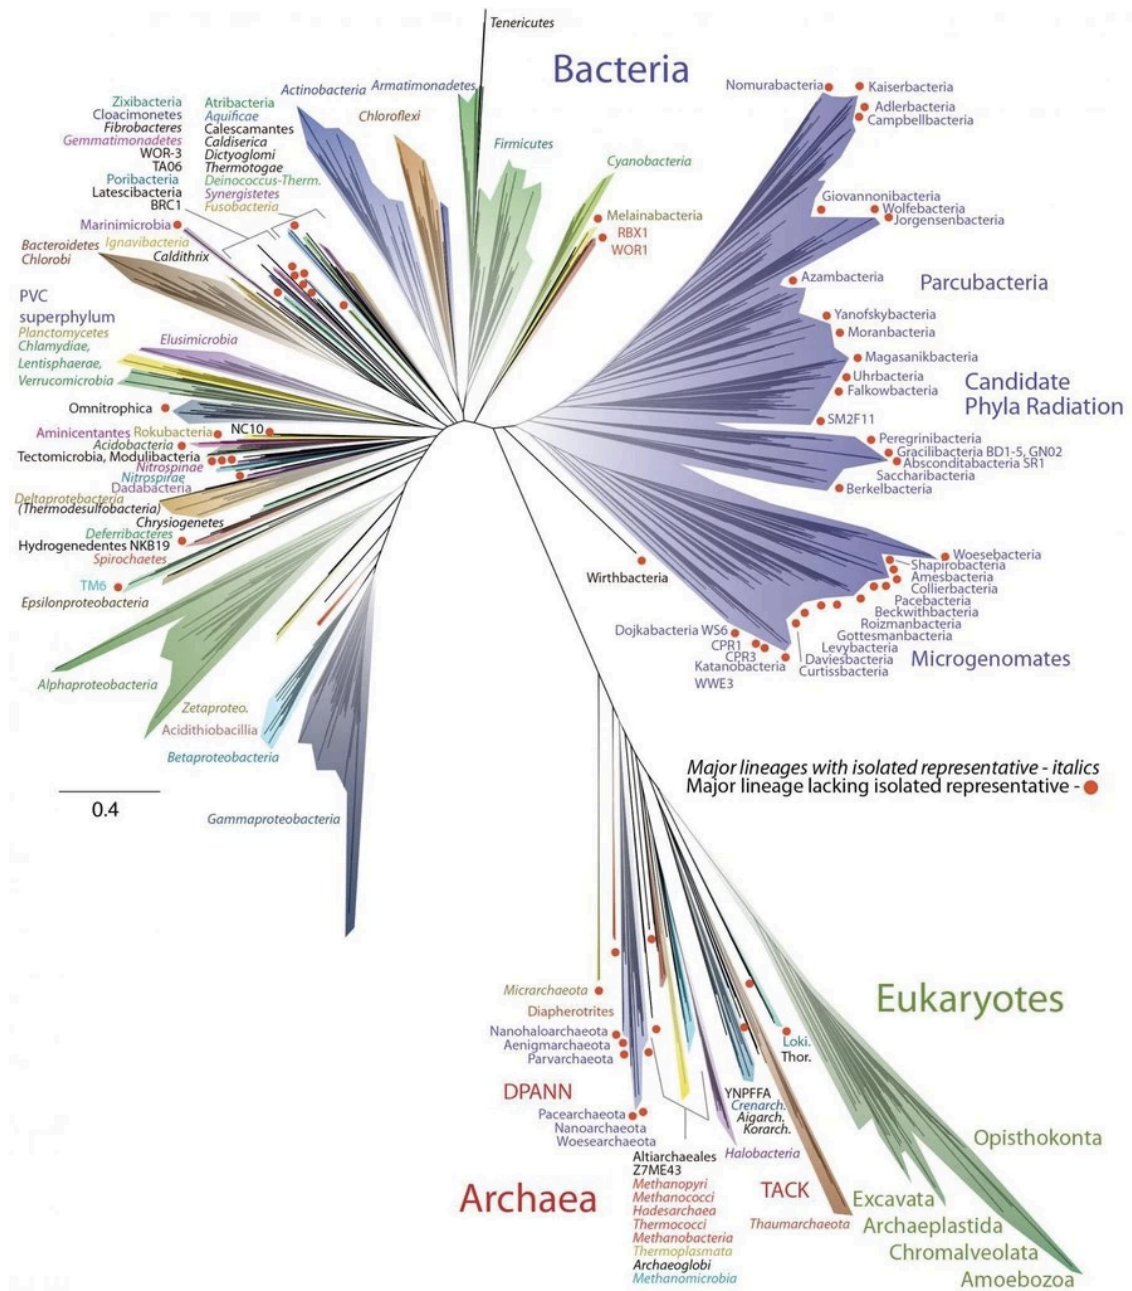 Tenericutes
Bacteria
Actinobacteria
Armatimonadetes
Nomurabacteria
Kaiserbacteria
Adlerbacteria
Campbellbacteria
Zixibacteria
Cloacimonetes
Fibrobacteres
Gemmatimonadetes
WOR-3
TA06
Poribacteria
Latescibacteria
BRC1
Atribacteria
Aquificae
Calescamantes
Caldiserica
Dictyoglomi
Thermotogae
Deinococcus-Therm.
Synergistetes
Fusobacteria
Chloroflexi
Firmicutes
Cyanobacteria
Melainabacteria
RBX1
WOR1
Giovannonibacteria
Wolfebacteria
Jorgensenbacteria
Marinimicrobia
Bacteroidetes
Chlorobi
Ignavibacteria
Caldithrix
Azambacteria
Parcubacteria
PVC
superphylum
Planctomycetes
Chlamydiae,
Lentisphaerae,
Verrucomicrobia
Elusimicrobia
Yanofskybacteria
Moranbacteria
Magasanikbacteria
Uhrbacteria
Falkowbacteria
Candidate
Phyla Radiation
SM2F11
Omnitrophica
Aminicentantes Rokubacteria
NC10
Acidobacteria
Tectomicrobia, Modulibacteria
Nitrospinae
Nitrospirae
Dadabacteria
Deltaprotebacteria
(Thermodesulfobacteria)
Chrysiogenetes
Deferribacteres
Hydrogenedentes NKB19
Spirochaetes
TM6
Epsilonproteobacteria
Peregrinibacteria
Gracilibacteria BD1-5, GN02
Absconditabacteria SR1
Saccharibacteria
Berkelbacteria
Wirthbacteria
Woesebacteria
Shapirobacteria
Amesbacteria
Collierbacteria
Pacebacteria
Beckwithbacteria
Roizmanbacteria
Gottesmanbacteria
Levybacteria
Daviesbacteria
Curtissbacteria
Microgenomates
Dojkabacteria WS6
CPR1
CPR3
Katanobacteria
WWE3
Alphaproteobacteria
Zetaproteo.
Acidithiobacillia
Betaproteobacteria
Major lineages with isolated representative - italics
Major lineage lacking isolated representative -
0.4
Gammaproteobacteria
Micrarchaeota
Diapherotrites
Nanohaloarchaeota
Aenigmarchaeota
Parvarchaeota
DPANN
Pacearchaeota
Nanoarchaeota
Woesearchaeota
Eukaryotes
Loki.
Thor.
YNPFFA
Crenarch.
Aigarch.
Korarch.
Halobacteria
Altiarchaeales
Z7ME43
Methanopyri
Methanococci
Hadesarchaea
Thermococci
Methanobacteria
Thermoplasmata
Archaeoglobi
Methanomicrobia
Archaea
TACK
Thaumarchaeota
Opisthokonta
Excavata
Archaeplastida
Chromalveolata
Amoebozoa